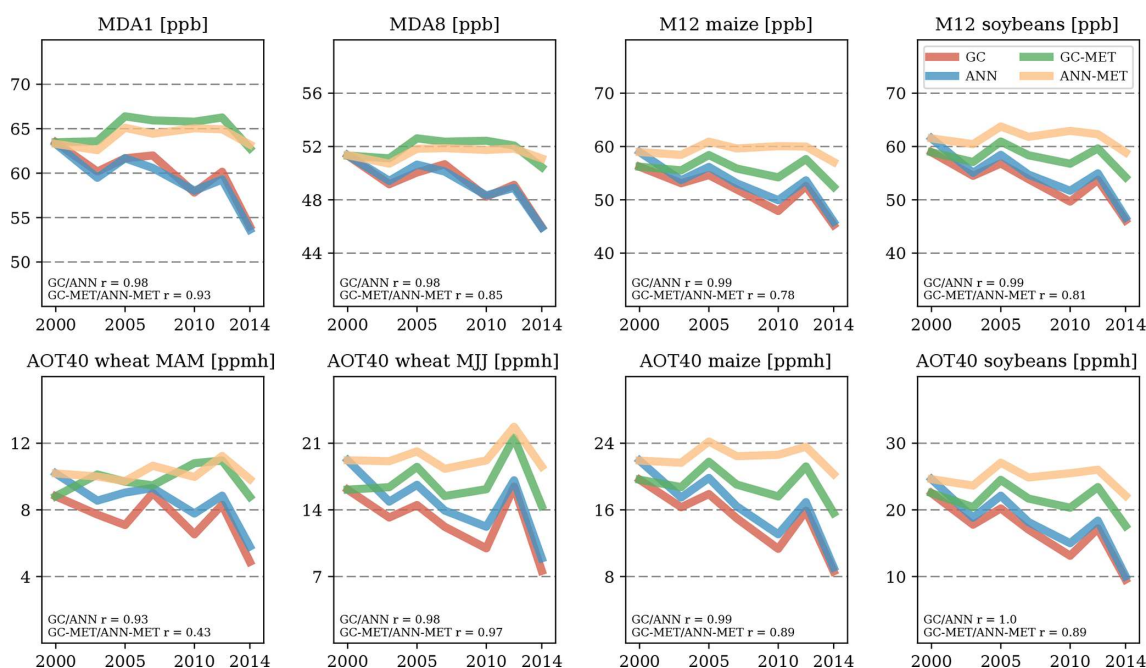 MDA1 [ppb]
70
65
60
55
50
GC/ANN r = 0.98
GC-MET/ANN-MET r = 0.93
2000 2005 2010 2014
MDA8 [ppb]
56
52
48
44
GC/ANN r = 0.98
GC-MET/ANN-MET r = 0.85
2000 2005 2010 2014
M12 maize [ppb]
70
60
50
40
GC/ANN r = 0.99
GC-MET/ANN-MET r = 0.78
2000 2005 2010 2014
M12 soybeans [ppb]
GC GC-MET
ANN ANN-MET
70
60
50
40
GC/ANN r = 0.99
GC-MET/ANN-MET r = 0.81
2000 2005 2010 2014
AOT40 wheat MAM [ppmh]
12
8
4
GC/ANN r = 0.93
GC-MET/ANN-MET r = 0.43
2000 2005 2010 2014
AOT40 wheat MJJ [ppmh]
21
14
7
GC/ANN r = 0.98
GC-MET/ANN-MET r = 0.97
2000 2005 2010 2014
AOT40 maize [ppmh]
24
16
8
GC/ANN r = 0.99
GC-MET/ANN-MET r = 0.89
2000 2005 2010 2014
AOT40 soybeans [ppmh]
30
20
10
GC/ANN r = 1.0
GC-MET/ANN-MET r = 0.89
2000 2005 2010 2014